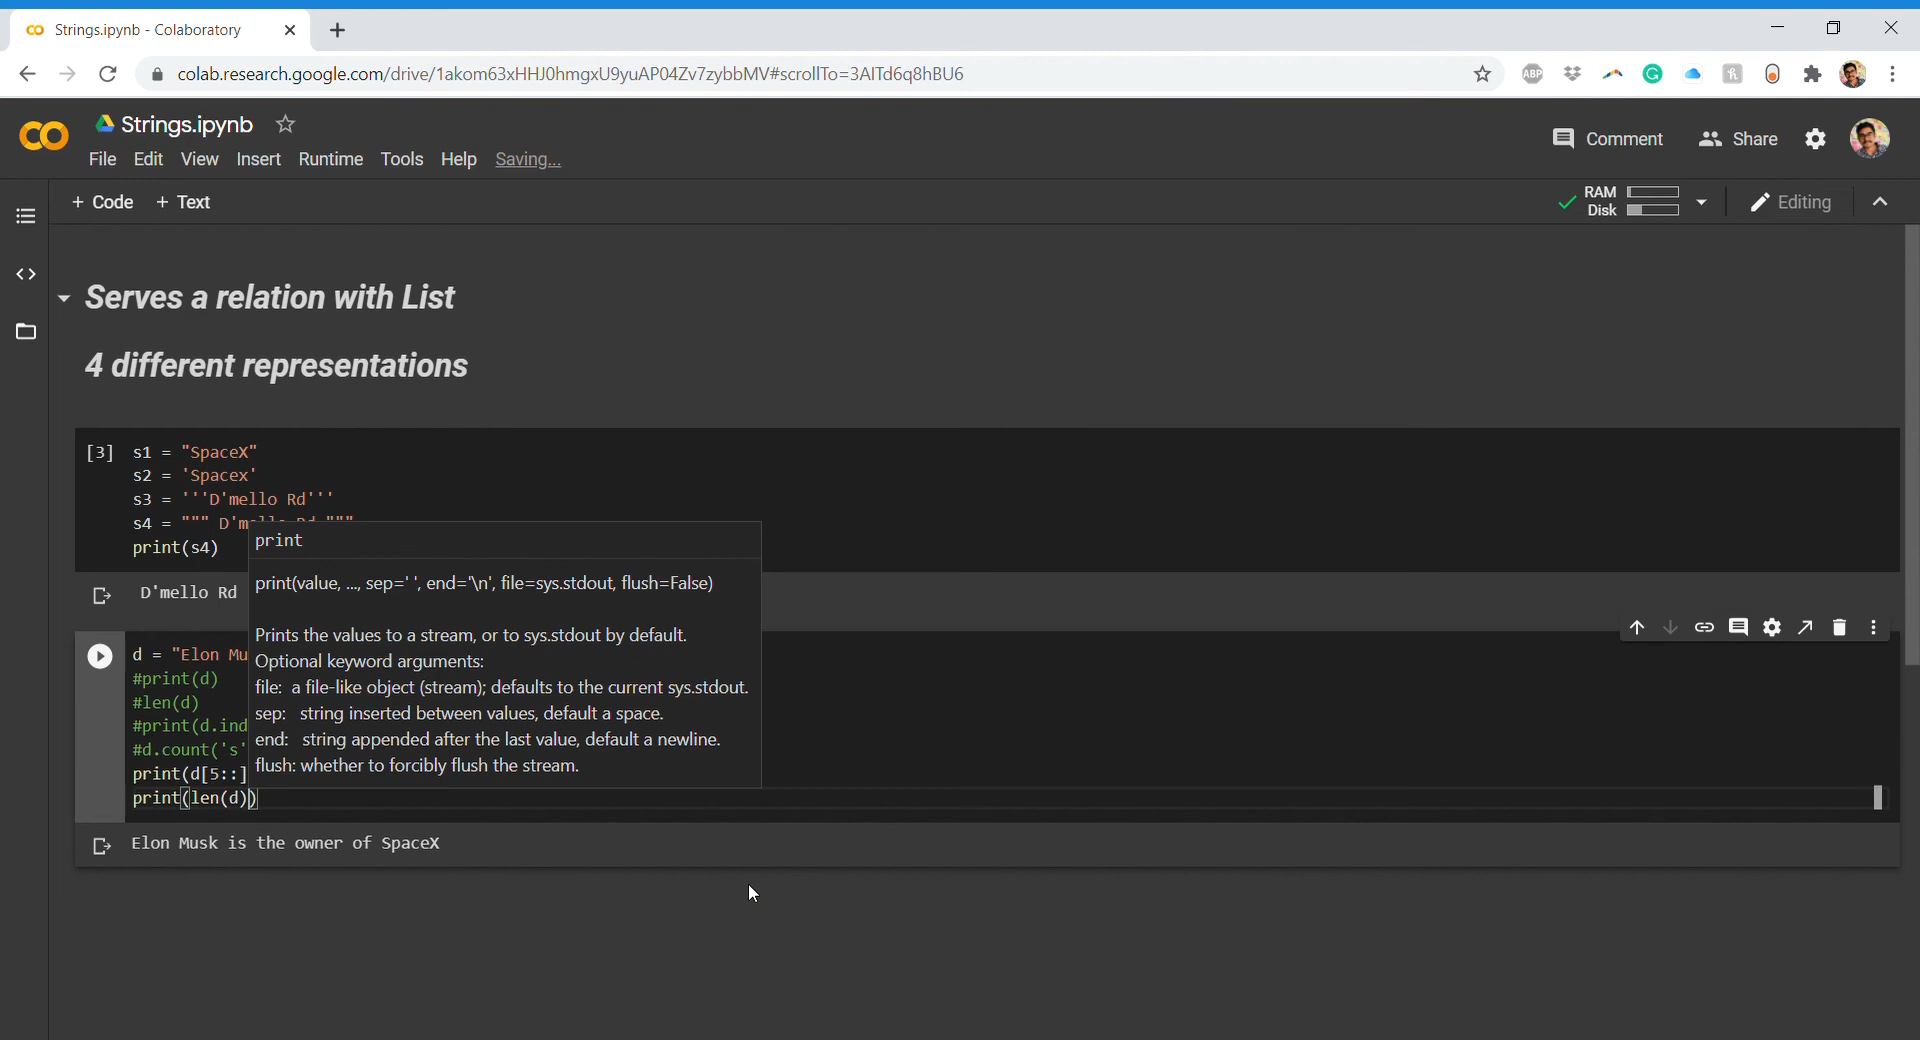 Strings.ipynb - Colaboratory
colab.research.google.com/drive/1akom63xHHJ0hmgxU9yuAP04Zv7zybbMV#scrollTo=3AITd6q8hBU6
ABP
Strings.ipynb
Comment
Share
File Edit View Insert Runtime Tools Help Saving...
+ Code + Text
RAM
Disk
Editing
Serves a relation with List
4 different representations
[3] s1 = "SpaceX"
s2 = 'Spacex'
s3 = '''D'mello Rd'''
s4 = """ D'mello Rd """
print(s4)
D'mello Rd
print
print(value, ..., sep=' ', end='\n', file=sys.stdout, flush=False)
Prints the values to a stream, or to sys.stdout by default.
Optional keyword arguments:
file: a file-like object (stream); defaults to the current sys.stdout.
sep: string inserted between values, default a space.
end: string appended after the last value, default a newline.
flush: whether to forcibly flush the stream.
d = "Elon Mu
#print(d)
#len(d)
#print(d.ind
#d.count('s'
print(d[5::]
print(len(d))
Elon Musk is the owner of SpaceX